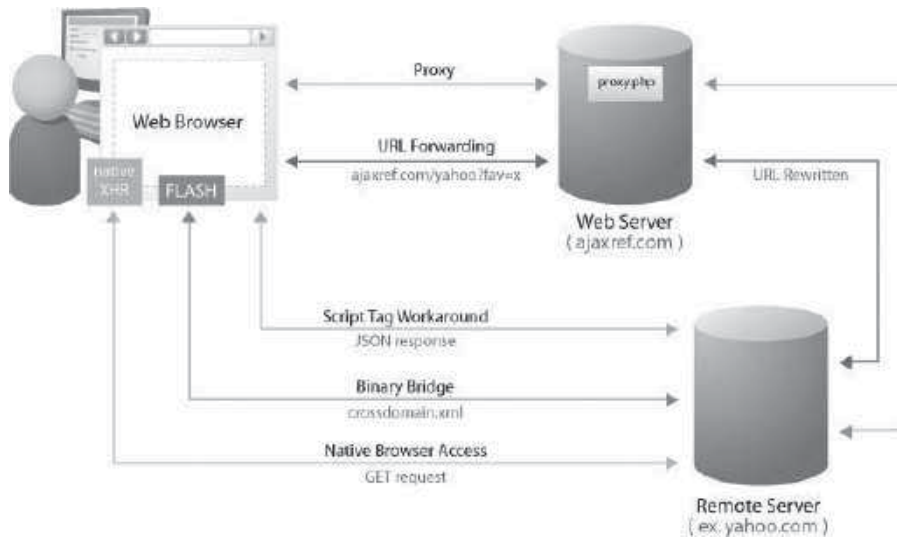 Proxy
proxy.php
Web Browser
URL Forwarding
ajaxref.com/yahoo?fav=x
URL Rewritten
native
XHR
FLASH
Web Server
( ajaxref.com )
Script Tag Workaround
JSON response
Binary Bridge
crossdomain.xml
Native Browser Access
GET request
Remote Server
( ex. yahoo.com )